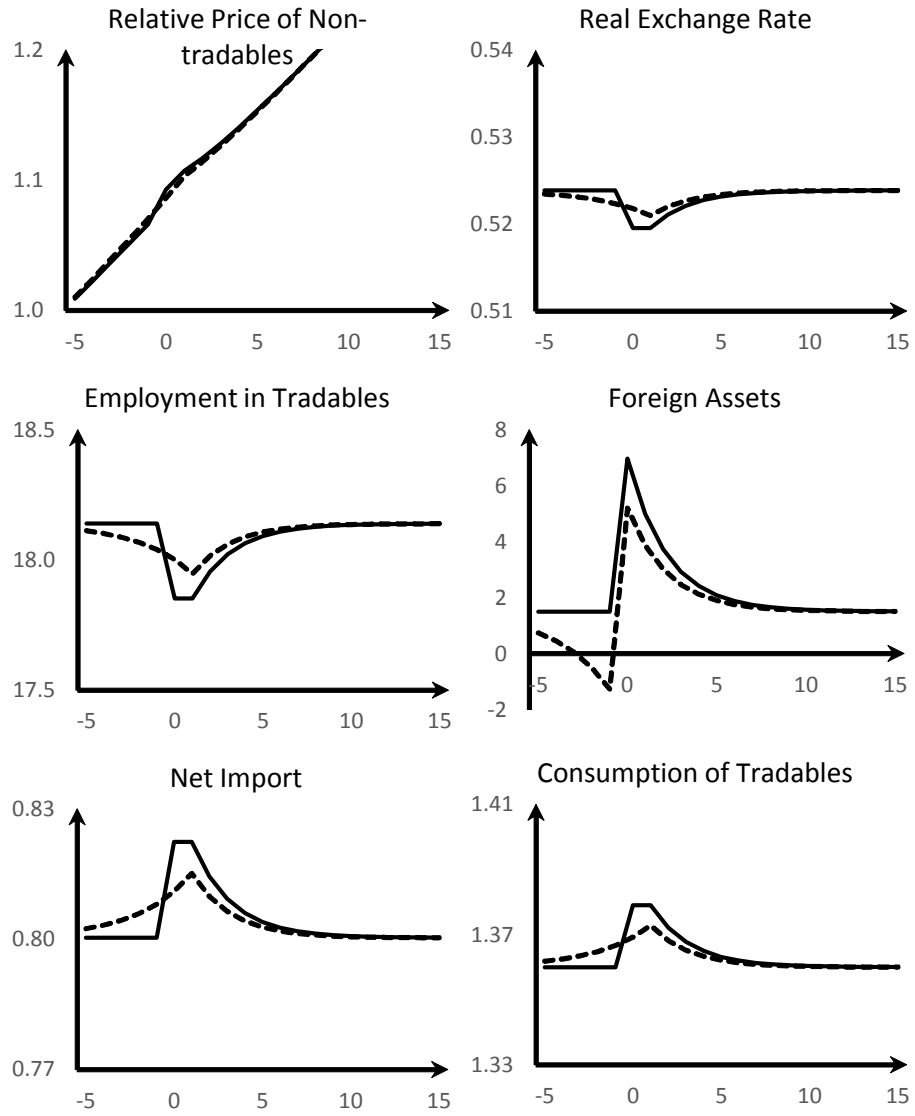 Relative Price of Non-
tradables
1.2
1.1
1.0
-5 0 5 10 15
Real Exchange Rate
0.54
0.53
0.52
0.51
-5 0 5 10 15
Employment in Tradables
18.5
18.0
17.5
-5 0 5 10 15
Foreign Assets
8
6
4
2
0
-2
-5 0 5 10 15
Net Import
0.83
0.80
0.77
-5 0 5 10 15
Consumption of Tradables
1.41
1.37
1.33
-5 0 5 10 15